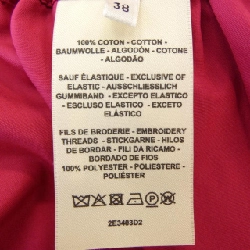 38
100% COTON - COTTON -
BAUMWOLLE - ALGODÓN - COTONE
- ALGODÃO
SAUF ÉLASTIQUE - EXCLUSIVE OF
ELASTIC - AUSSCHLIESSLICH
GUMMIBAND - EXCEPTO ELASTICO
- ESCLUSO ELASTICO - EXCETO
ELÁSTICO
FILS DE BRODERIE - EMBROIDERY
THREADS - STICKGARNE - HILOS
DE BORDAR - FILI DA RICAMO -
BORDADO DE FIOS
100% POLYESTER - POLIESTERE -
POLIÉSTER
2E3463D2